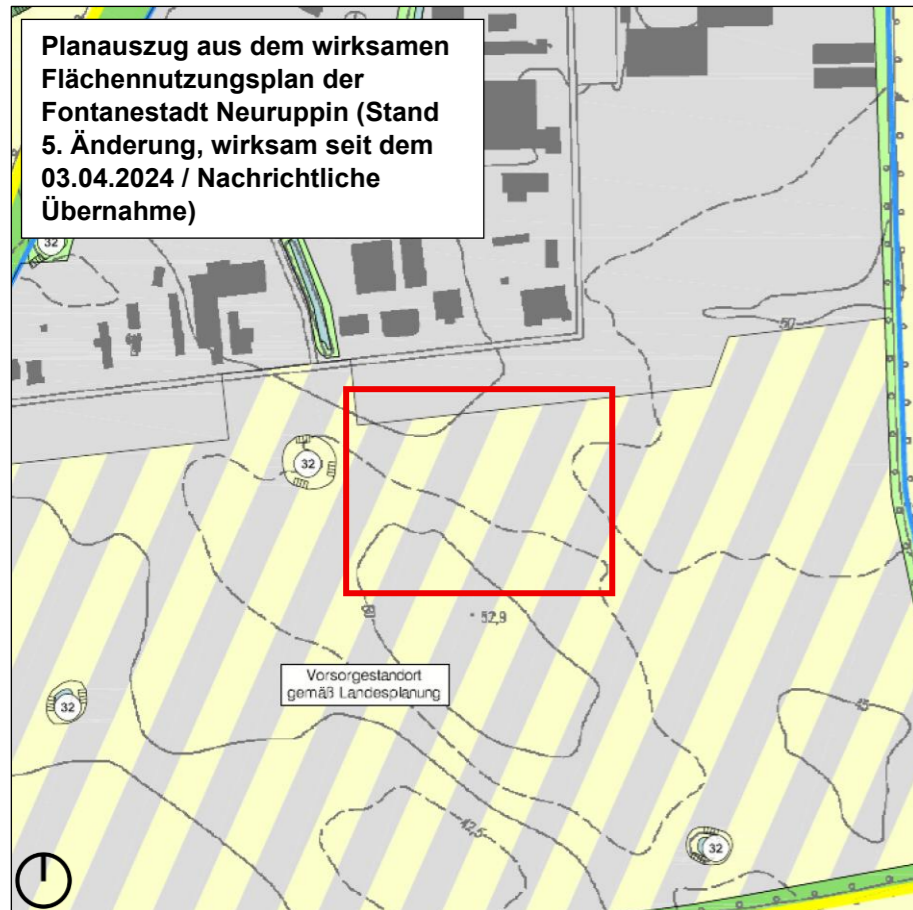 Planauszug aus dem wirksamen
Flächennutzungsplan der
Fontanestadt Neuruppin (Stand
5. Änderung, wirksam seit dem
03.04.2024 / Nachrichtliche
Übernahme)
32
50
32
60
52,9
Vorsorgestandort
gemäß Landesplanung
32
45
42,5
32